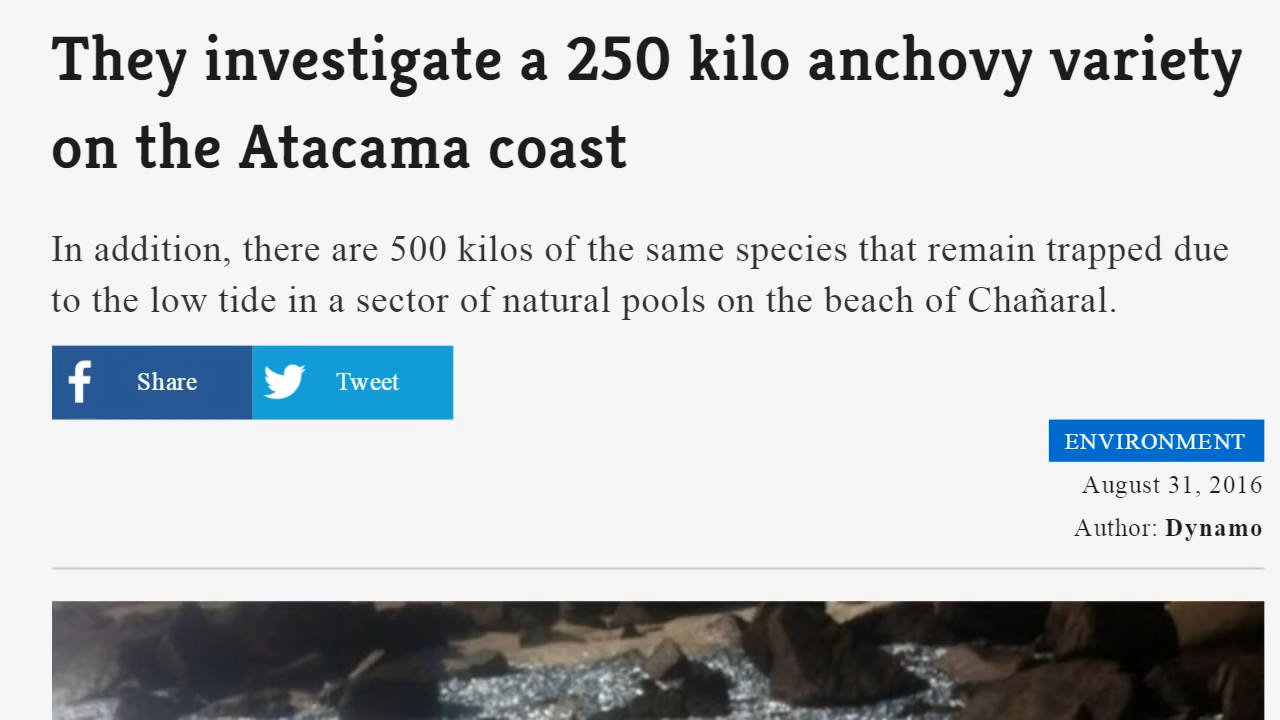 They investigate a 250 kilo anchovy variety
on the Atacama coast
In addition, there are 500 kilos of the same species that remain trapped due
to the low tide in a sector of natural pools on the beach of Chañaral.
Share
Tweet
ENVIRONMENT
August 31, 2016
Author: Dynamo